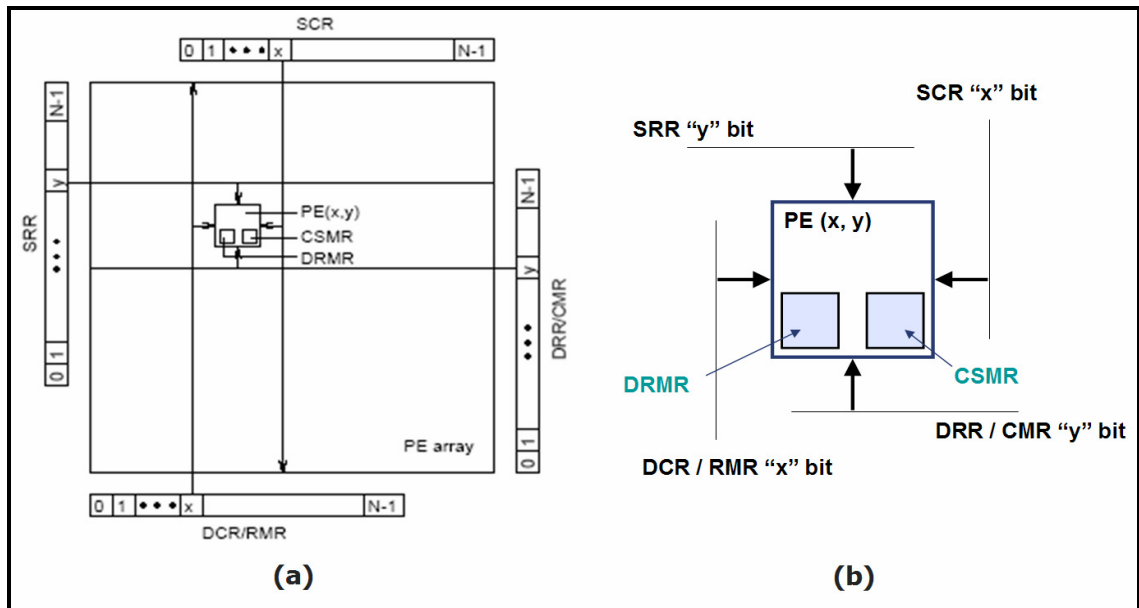 SCR
0 1 ••• x N-1
N-1
y
•••
1
0
SRR
PE(x,y)
CSMR
DRMR
N-1
y
•••
1
0
DRR/CMR
PE array
0 1 ••• x N-1
DCR/RMR
(a)
SCR “x” bit
SRR “y” bit
PE (x, y)
DRMR
CSMR
DRR / CMR “y” bit
DCR / RMR “x” bit
(b)